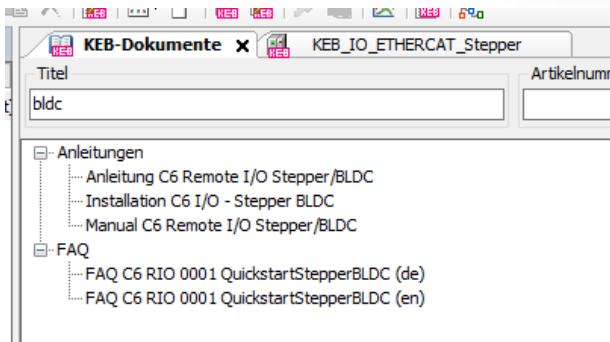 KEB-Dokumente x KEB_IO_ETHERCAT_Stepper
Titel Artikelnumm
bldc
Anleitungen
Anleitung C6 Remote I/O Stepper/BLDC
Installation C6 I/O - Stepper BLDC
Manual C6 Remote I/O Stepper/BLDC
FAQ
FAQ C6 RIO 0001 QuickstartStepperBLDC (de)
FAQ C6 RIO 0001 QuickstartStepperBLDC (en)